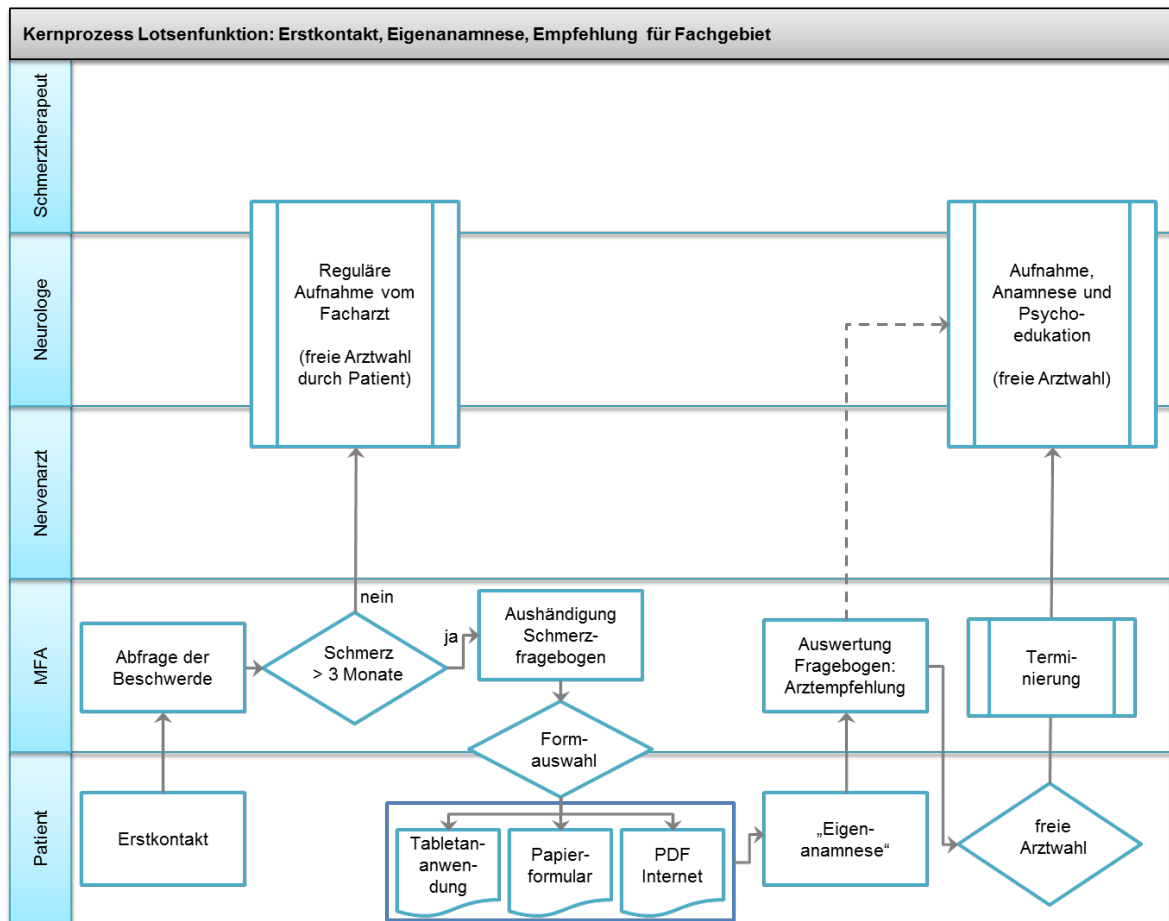 Kernprozess Lotsenfunktion: Erstkontakt, Eigenanamnese, Empfehlung für Fachgebiet
Schmerztherapeut
Neurologe
Reguläre
Aufnahme vom
Facharzt
(freie Arztwahl
durch Patient)
Aufnahme,
Anamnese und
Psycho-
edukation
(freie Arztwahl)
Nervenarzt
MFA
Abfrage der
Beschwerde
Schmerz
> 3 Monate
nein
ja
Aushändigung
Schmerz-
fragebogen
Auswertung
Fragebogen:
Arztempfehlung
Termi-
nierung
Form-
auswahl
Patient
Erstkontakt
Tabletan-
anwen-
dung
Papier-
formular
PDF
Internet
„Eigen-
anamnese“
freie
Arztwahl